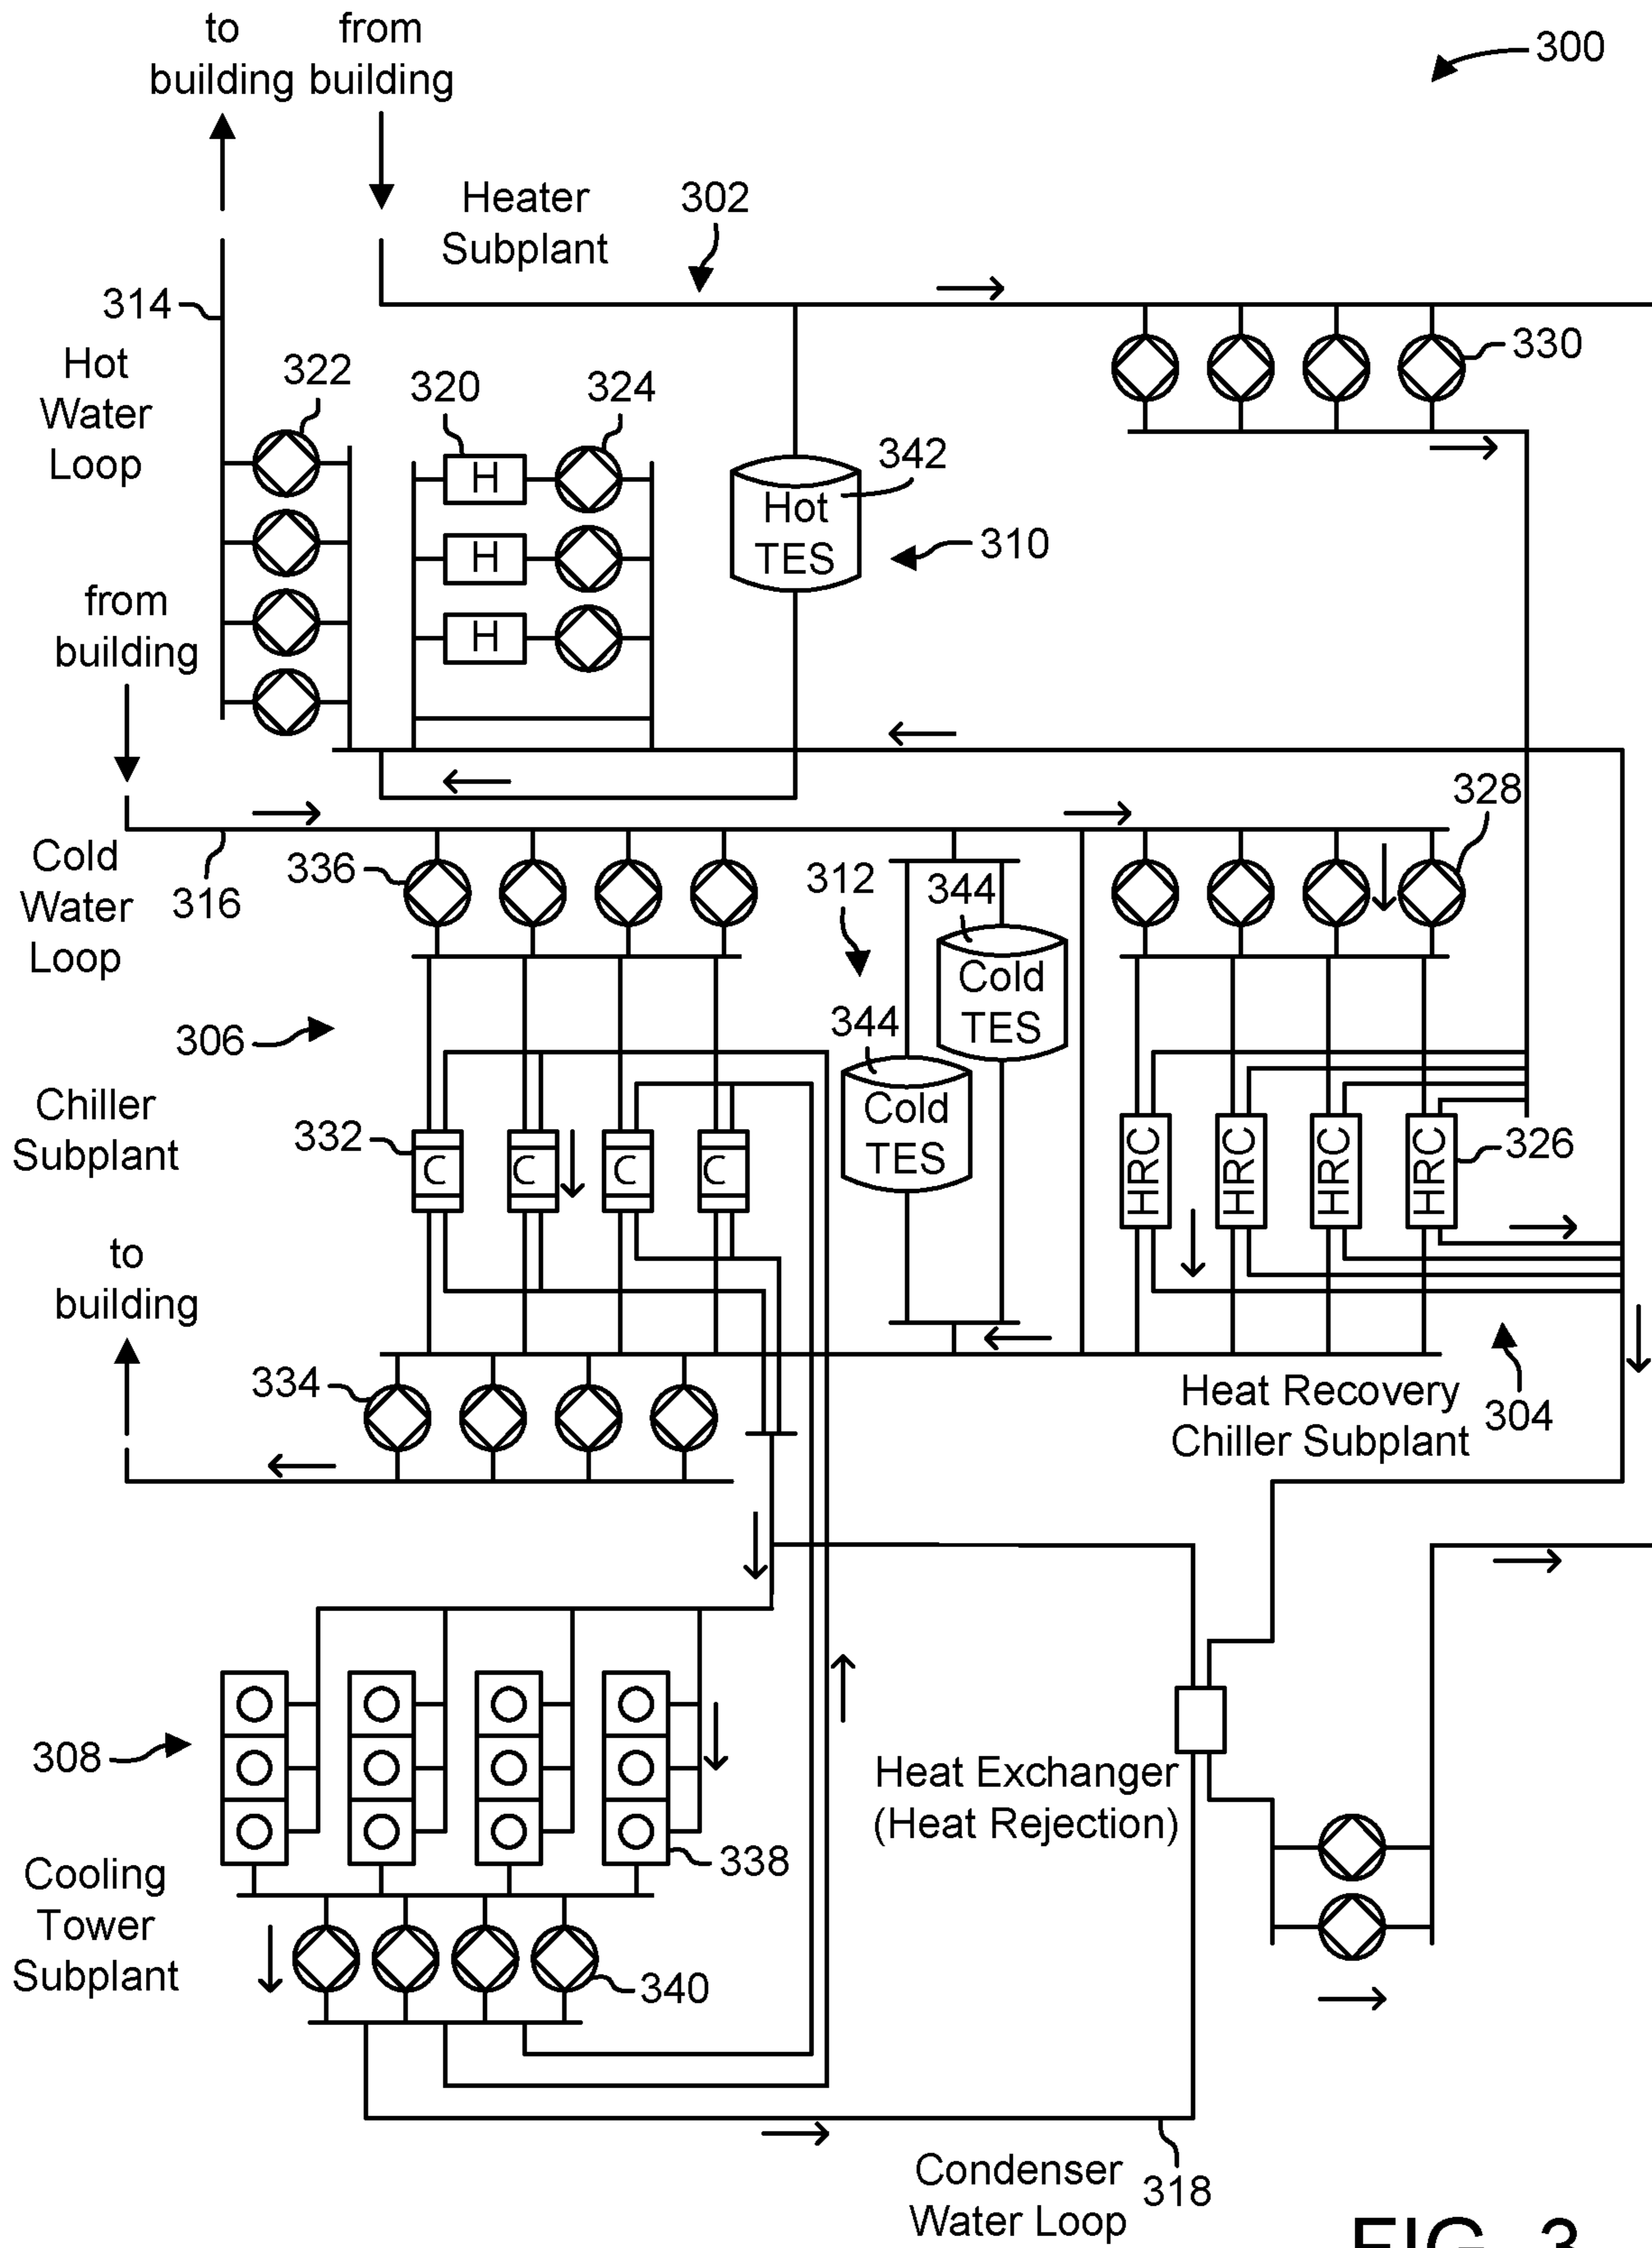 to
building
from
building
300
Heater
Subplant
302
314
Hot
Water
Loop
322
320
324
330
H
H
H
Hot
TES
342
310
from
building
328
Cold
Water
Loop
316
336
312
344
Cold
TES
344
Cold
TES
306
Chiller
Subplant
332
C
C
C
C
HRC
HRC
HRC
HRC
326
to
building
334
Heat Recovery
Chiller Subplant
304
308
Heat Exchanger
(Heat Rejection)
338
Cooling
Tower
Subplant
340
Condenser
Water Loop
318
FIG. 3